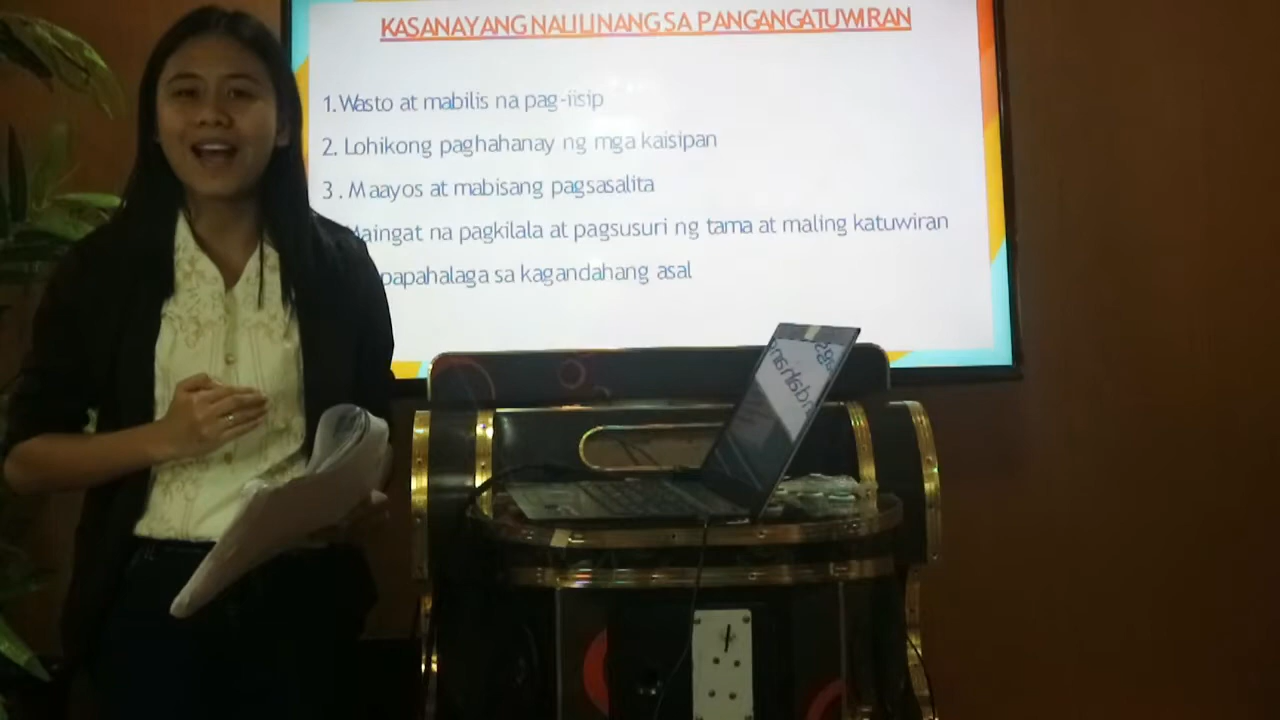 KASANAYANG NALILINANG SA PANGANGATUWIRAN
1. Wasto at mabilis na pag-iisip
2. Lohikong paghahanay ng mga kaisipan
3. Maayos at mabisang pagsasalita
Maingat na pagkilala at pagsusuri ng tama at maling katuwiran
papahalaga sa kagandahang asal